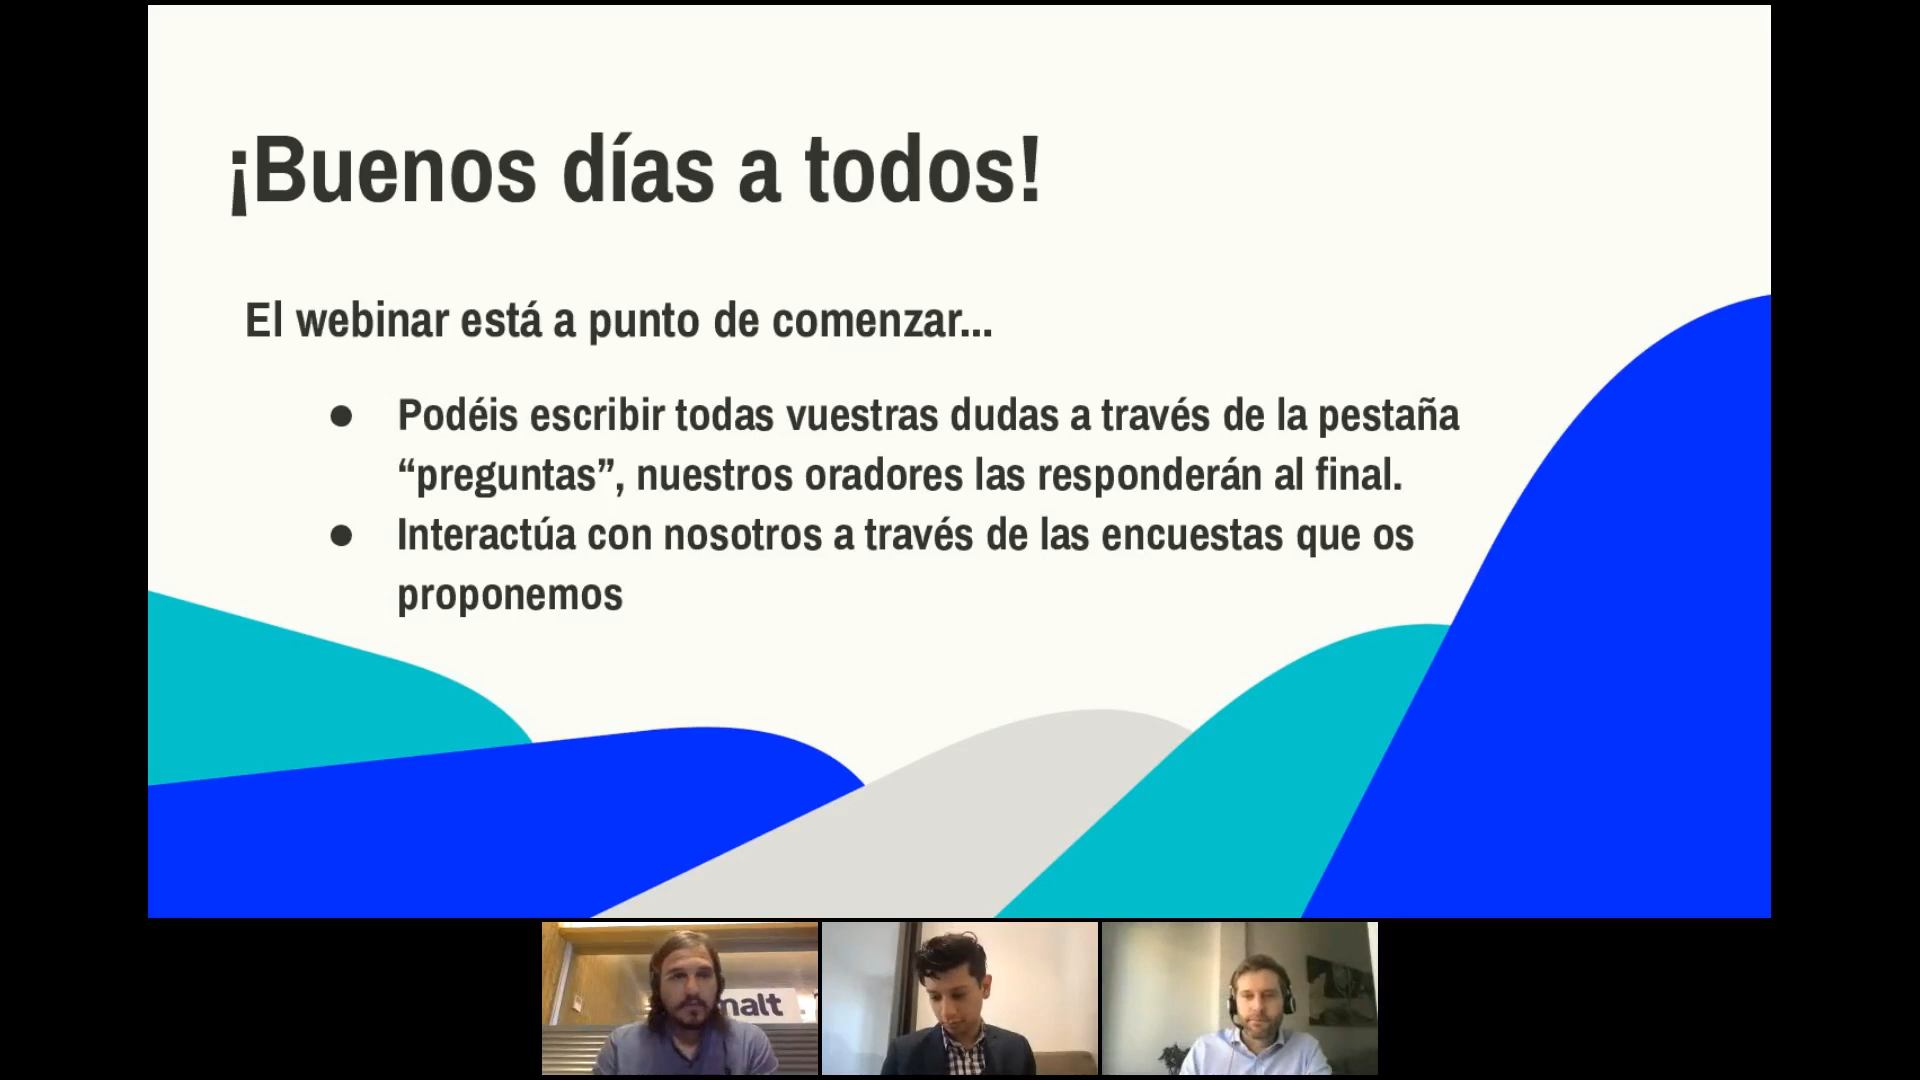 ¡Buenos días a todos!
El webinar está a punto de comenzar...
● Podéis escribir todas vuestras dudas a través de la pestaña
“preguntas”, nuestros oradores las responderán al final.
● Interactúa con nosotros a través de las encuestas que os
proponemos
malt